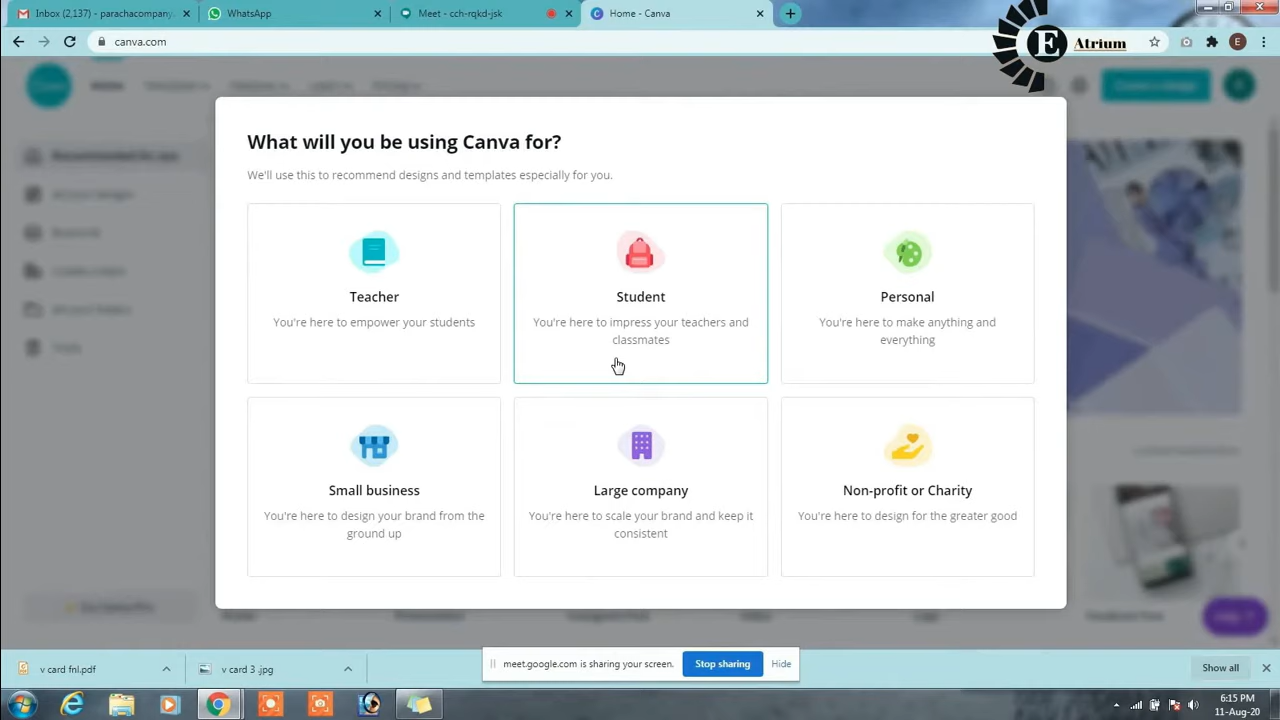 Inbox (2,137) - parachacompany.
WhatsApp
Meet - cch-rqkd-jsk
Home - Canva
canva.com
E Atrium
E
Recommended for you
What will you be using Canva for?
We'll use this to recommend designs and templates especially for you.
Teacher
You're here to empower your students
Student
You're here to impress your teachers and
classmates
Personal
You're here to make anything and
everything
Small business
You're here to design your brand from the
ground up
Large company
You're here to scale your brand and keep it
consistent
Non-profit or Charity
You're here to design for the greater good
v card fnl.pdf
v card 3 .jpg
meet.google.com is sharing your screen.
Stop sharing
Hide
Show all
6:15 PM
11-Aug-20